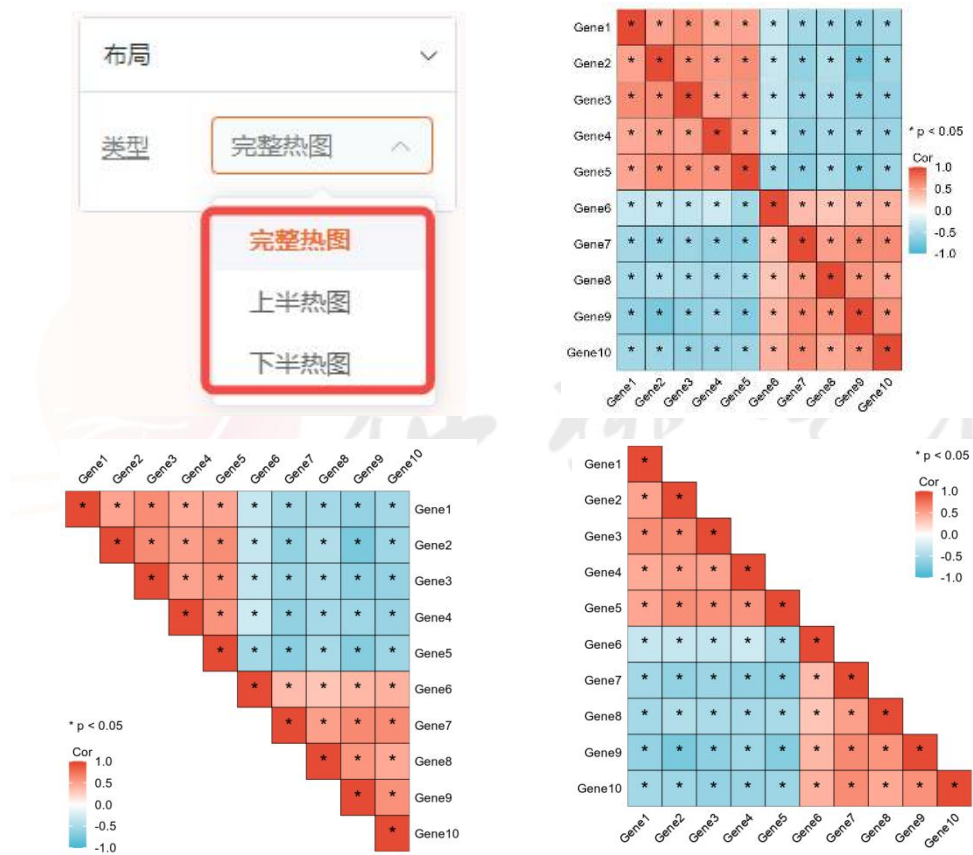 布局
类型 完整热图
完整热图
上半热图
下半热图
Gene1 * * * * * * * * * *
Gene2 * * * * * * * * * *
Gene3 * * * * * * * * * *
Gene4 * * * * * * * * * *
Gene5 * * * * * * * * * *
Gene6 * * * * * * * * * *
Gene7 * * * * * * * * * *
Gene8 * * * * * * * * * *
Gene9 * * * * * * * * * *
Gene10 * * * * * * * * * *
Gene1 Gene2 Gene3 Gene4 Gene5 Gene6 Gene7 Gene8 Gene9 Gene10
* p < 0.05
Cor
1.0
0.5
0.0
-0.5
-1.0
Gene1 Gene2 Gene3 Gene4 Gene5 Gene6 Gene7 Gene8 Gene9 Gene10
* * * * * * * * * * Gene1
* * * * * * * * * Gene2
* * * * * * * * Gene3
* * * * * * * Gene4
* * * * * * Gene5
* * * * * Gene6
* * * * Gene7
* * * Gene8
* * Gene9
* Gene10
* p < 0.05
Cor
1.0
0.5
0.0
-0.5
-1.0
Gene1 *
Gene2 * *
Gene3 * * *
Gene4 * * * *
Gene5 * * * * *
Gene6 * * * * * *
Gene7 * * * * * * *
Gene8 * * * * * * * *
Gene9 * * * * * * * * *
Gene10 * * * * * * * * * *
Gene1 Gene2 Gene3 Gene4 Gene5 Gene6 Gene7 Gene8 Gene9 Gene10
* p < 0.05
Cor
1.0
0.5
0.0
-0.5
-1.0